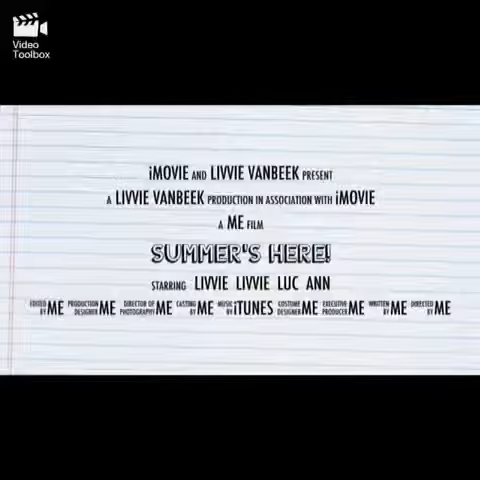 Video
Toolbox
iMOVIE AND LIVVIE VANBEEK PRESENT
A LIVVIE VANBEEK PRODUCTION IN ASSOCIATION WITH iMOVIE
A ME FILM
SUMMER'S HERE!
STARRING LIVVIE LIVVIE LUC ANN
EDITED BY ME PRODUCTION DESIGNER ME DIRECTOR OF PHOTOGRAPHY ME CASTING BY ME MUSIC BY iTUNES COSTUME DESIGNER ME EXECUTIVE PRODUCER ME WRITTEN BY ME DIRECTED BY ME